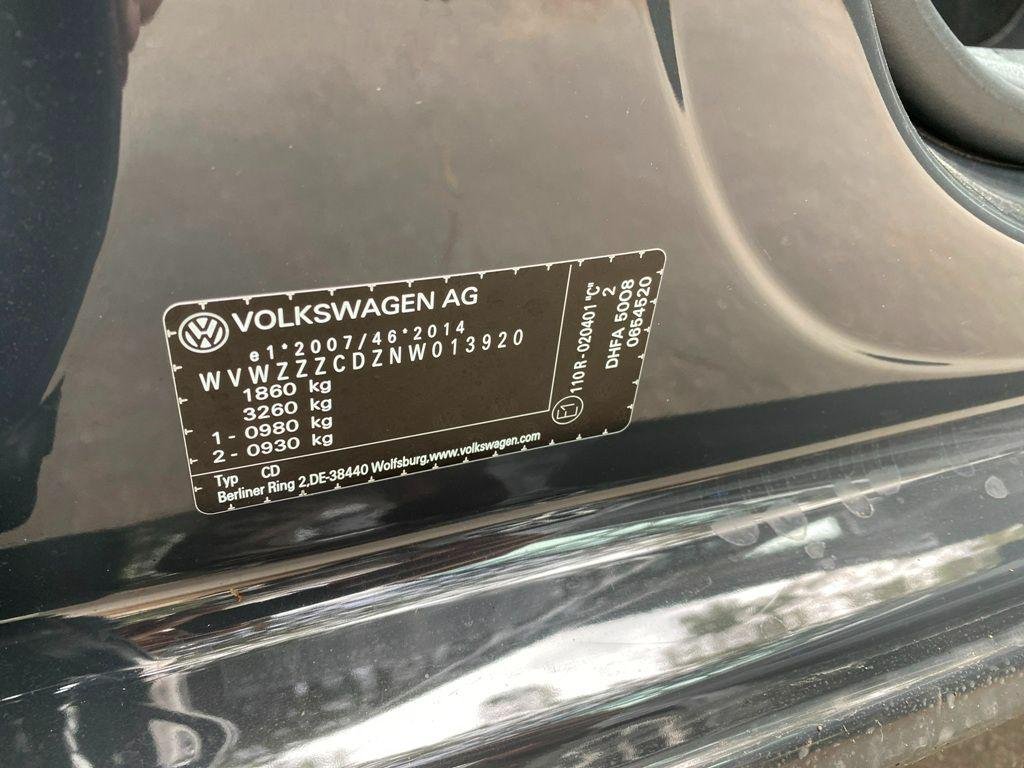 VOLKSWAGEN AG
e1*2007/46*2014
WVWZZZCDZNW013920
1860 kg
3260 kg
1- 0980 kg
2- 0930 kg
Typ CD
Berliner Ring 2,DE-38440 Wolfsburg,www.volkswagen.com
E1 110R-020401"C"
DHFA 5008
2
0654520